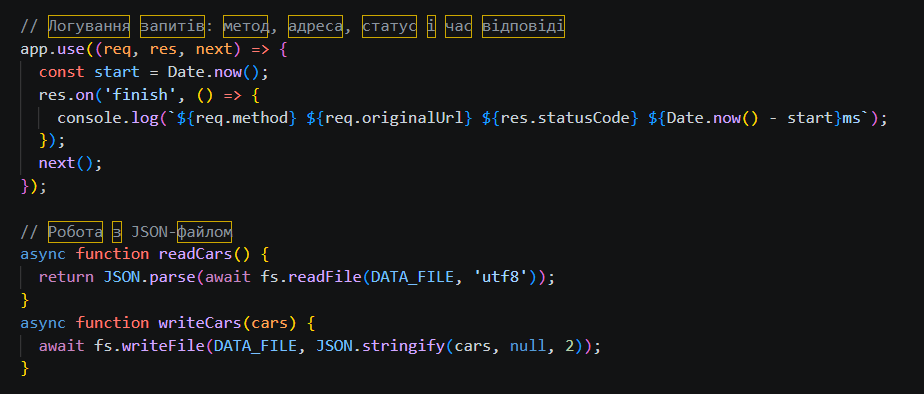 // Логування запитів: метод, адреса, статус і час відповіді
app.use((req, res, next) => {
  const start = Date.now();
  res.on('finish', () => {
    console.log(`${req.method} ${req.originalUrl} ${res.statusCode} ${Date.now() - start}ms`);
  });
  next();
});

// Робота з JSON-файлом
async function readCars() {
  return JSON.parse(await fs.readFile(DATA_FILE, 'utf8'));
}
async function writeCars(cars) {
  await fs.writeFile(DATA_FILE, JSON.stringify(cars, null, 2));
}